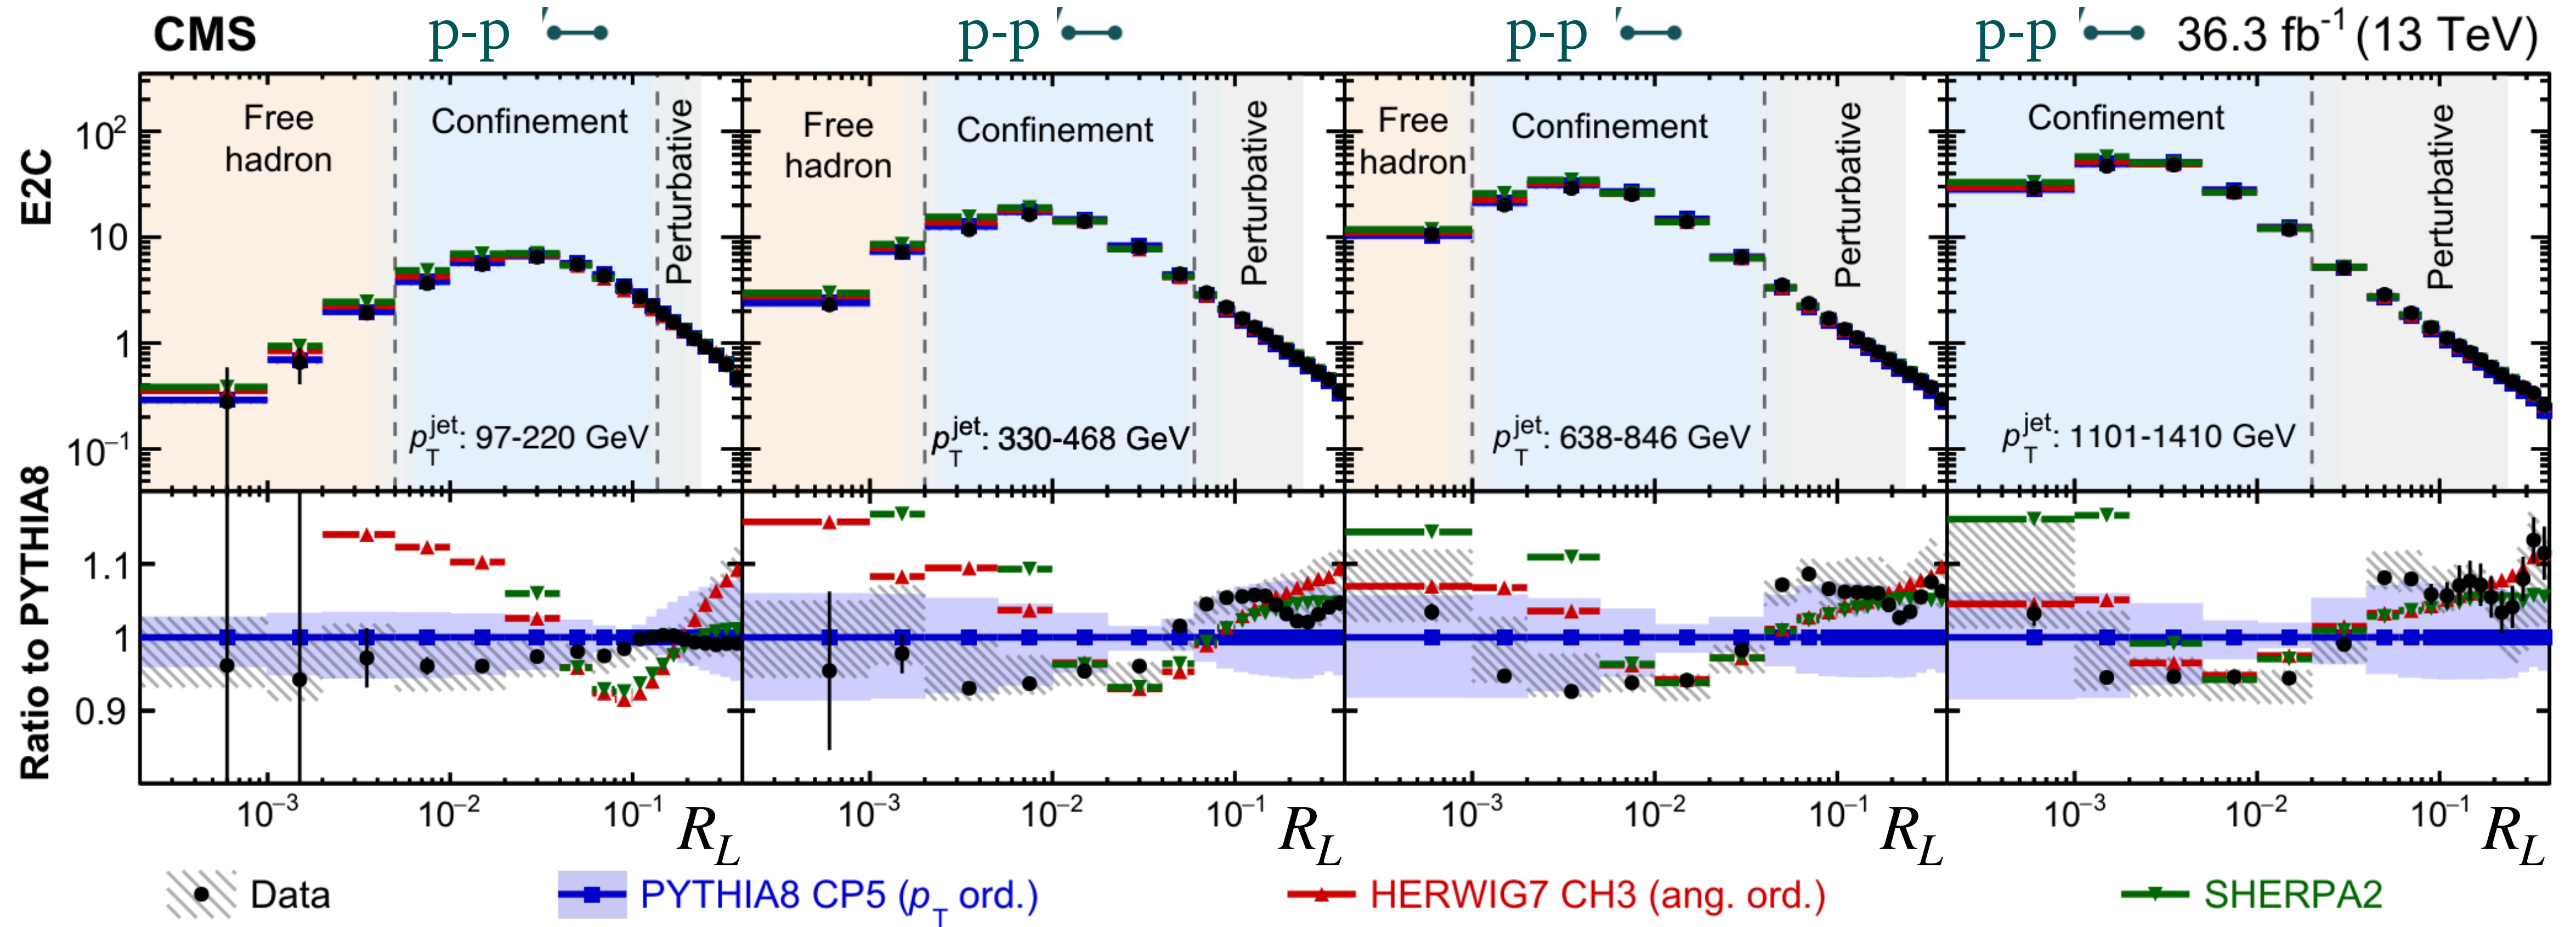 CMS p-p ′ p-p ′ p-p ′ p-p ′ 36.3 fb⁻¹ (13 TeV)
E2C
10² 10 1 10⁻¹
Free
hadron
Confinement
Perturbative
p_T^jet: 97-220 GeV
Free
hadron
Confinement
Perturbative
p_T^jet: 330-468 GeV
Free
hadron
Confinement
Perturbative
p_T^jet: 638-846 GeV
Confinement
Perturbative
p_T^jet: 1101-1410 GeV
Ratio to PYTHIA8
1.1
1
0.9
10⁻³ 10⁻² 10⁻¹ R_L 10⁻³ 10⁻² 10⁻¹ R_L 10⁻³ 10⁻² 10⁻¹ R_L 10⁻³ 10⁻² 10⁻¹ R_L
Data PYTHIA8 CP5 (p_T ord.) HERWIG7 CH3 (ang. ord.) SHERPA2